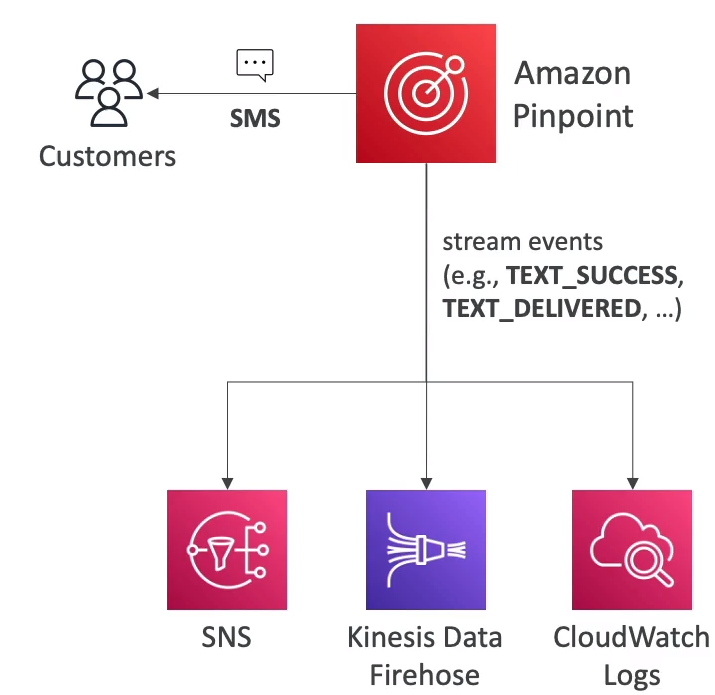 Amazon
Pinpoint
SMS
Customers
stream events
(e.g., TEXT_SUCCESS,
TEXT_DELIVERED, ...)
SNS
Kinesis Data
Firehose
CloudWatch
Logs